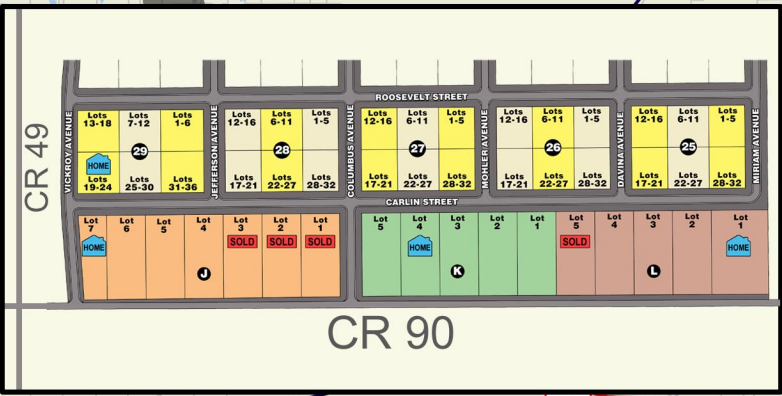 ROOSEVELT STREET
CR 49
VICKROY AVENUE
Lots
13-18
Lots
7-12
Lots
1-6
29
HOME
Lots
19-24
Lots
25-30
Lots
31-36
JEFFERSON AVENUE
Lots
12-16
Lots
6-11
Lots
1-5
28
Lots
17-21
Lots
22-27
Lots
28-32
COLUMBUS AVENUE
Lots
12-16
Lots
6-11
Lots
1-5
27
Lots
17-21
Lots
22-27
Lots
28-32
MOHLER AVENUE
Lots
12-16
Lots
6-11
Lots
1-5
26
Lots
17-21
Lots
22-27
Lots
28-32
DAVINA AVENUE
Lots
12-16
Lots
6-11
Lots
1-5
25
Lots
17-21
Lots
22-27
Lots
28-32
MIRIAM AVENUE
CARLIN STREET
Lot
7
HOME
Lot
6
Lot
5
Lot
4
Lot
3
SOLD
Lot
2
SOLD
Lot
1
SOLD
J
Lot
5
Lot
4
HOME
Lot
3
Lot
2
Lot
1
K
Lot
5
SOLD
Lot
4
Lot
3
Lot
2
Lot
1
HOME
L
CR 90